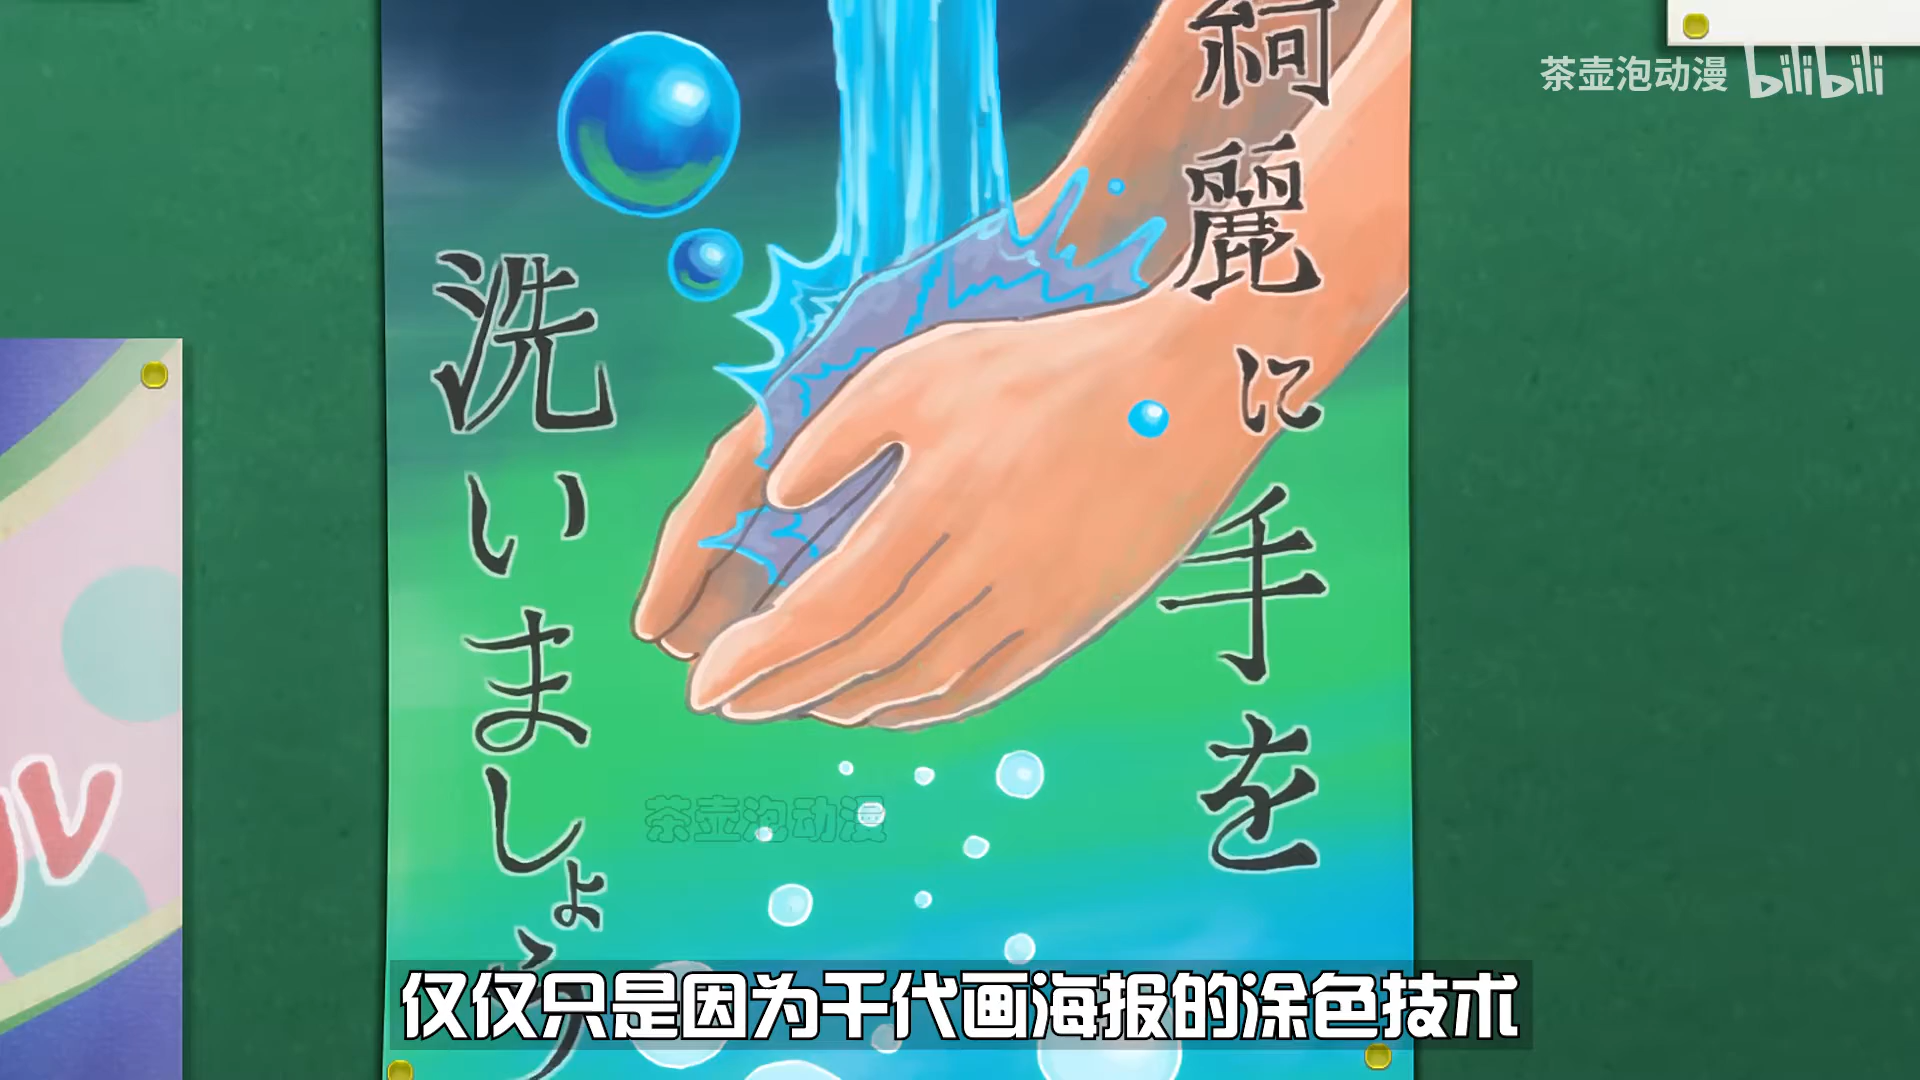 茶壶泡动漫 bilibili
綺麗に手を
洗いましょう
ル
茶壶泡动漫
仅仅只是因为千代画海报的涂色技术